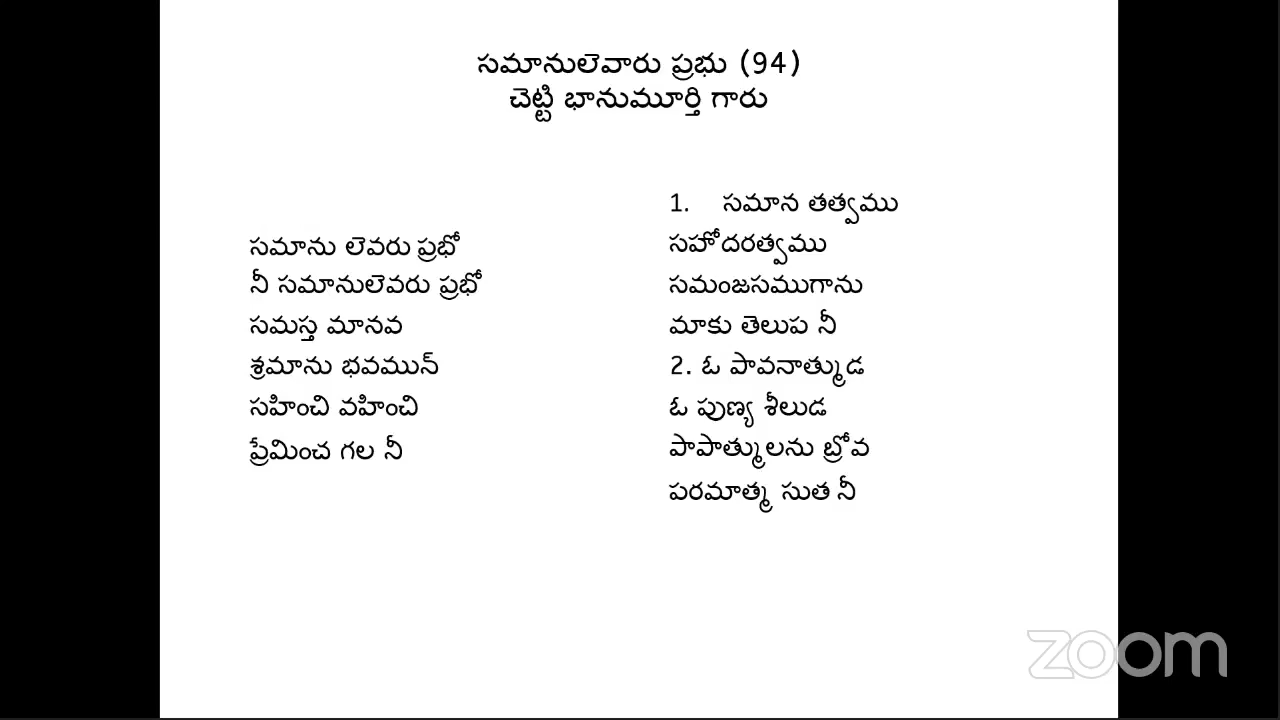 సమానులెవారు ప్రభు (94)
చెట్టి భానుమూర్తి గారు
సమాను లెవరు ప్రభో
నీ సమానులెవరు ప్రభో
సమస్త మానవ
శ్రమాను భవమున్
సహించి వహించి
ప్రేమించ గల నీ
1. సమాన తత్వము
సహోదరత్వము
సమంజసముగాను
మాకు తెలుప నీ
2. ఓ పావనాత్ముడ
ఓ పుణ్య శీలుడ
పాపాత్ములను బ్రోవ
పరమాత్మ సుత నీ
zoom